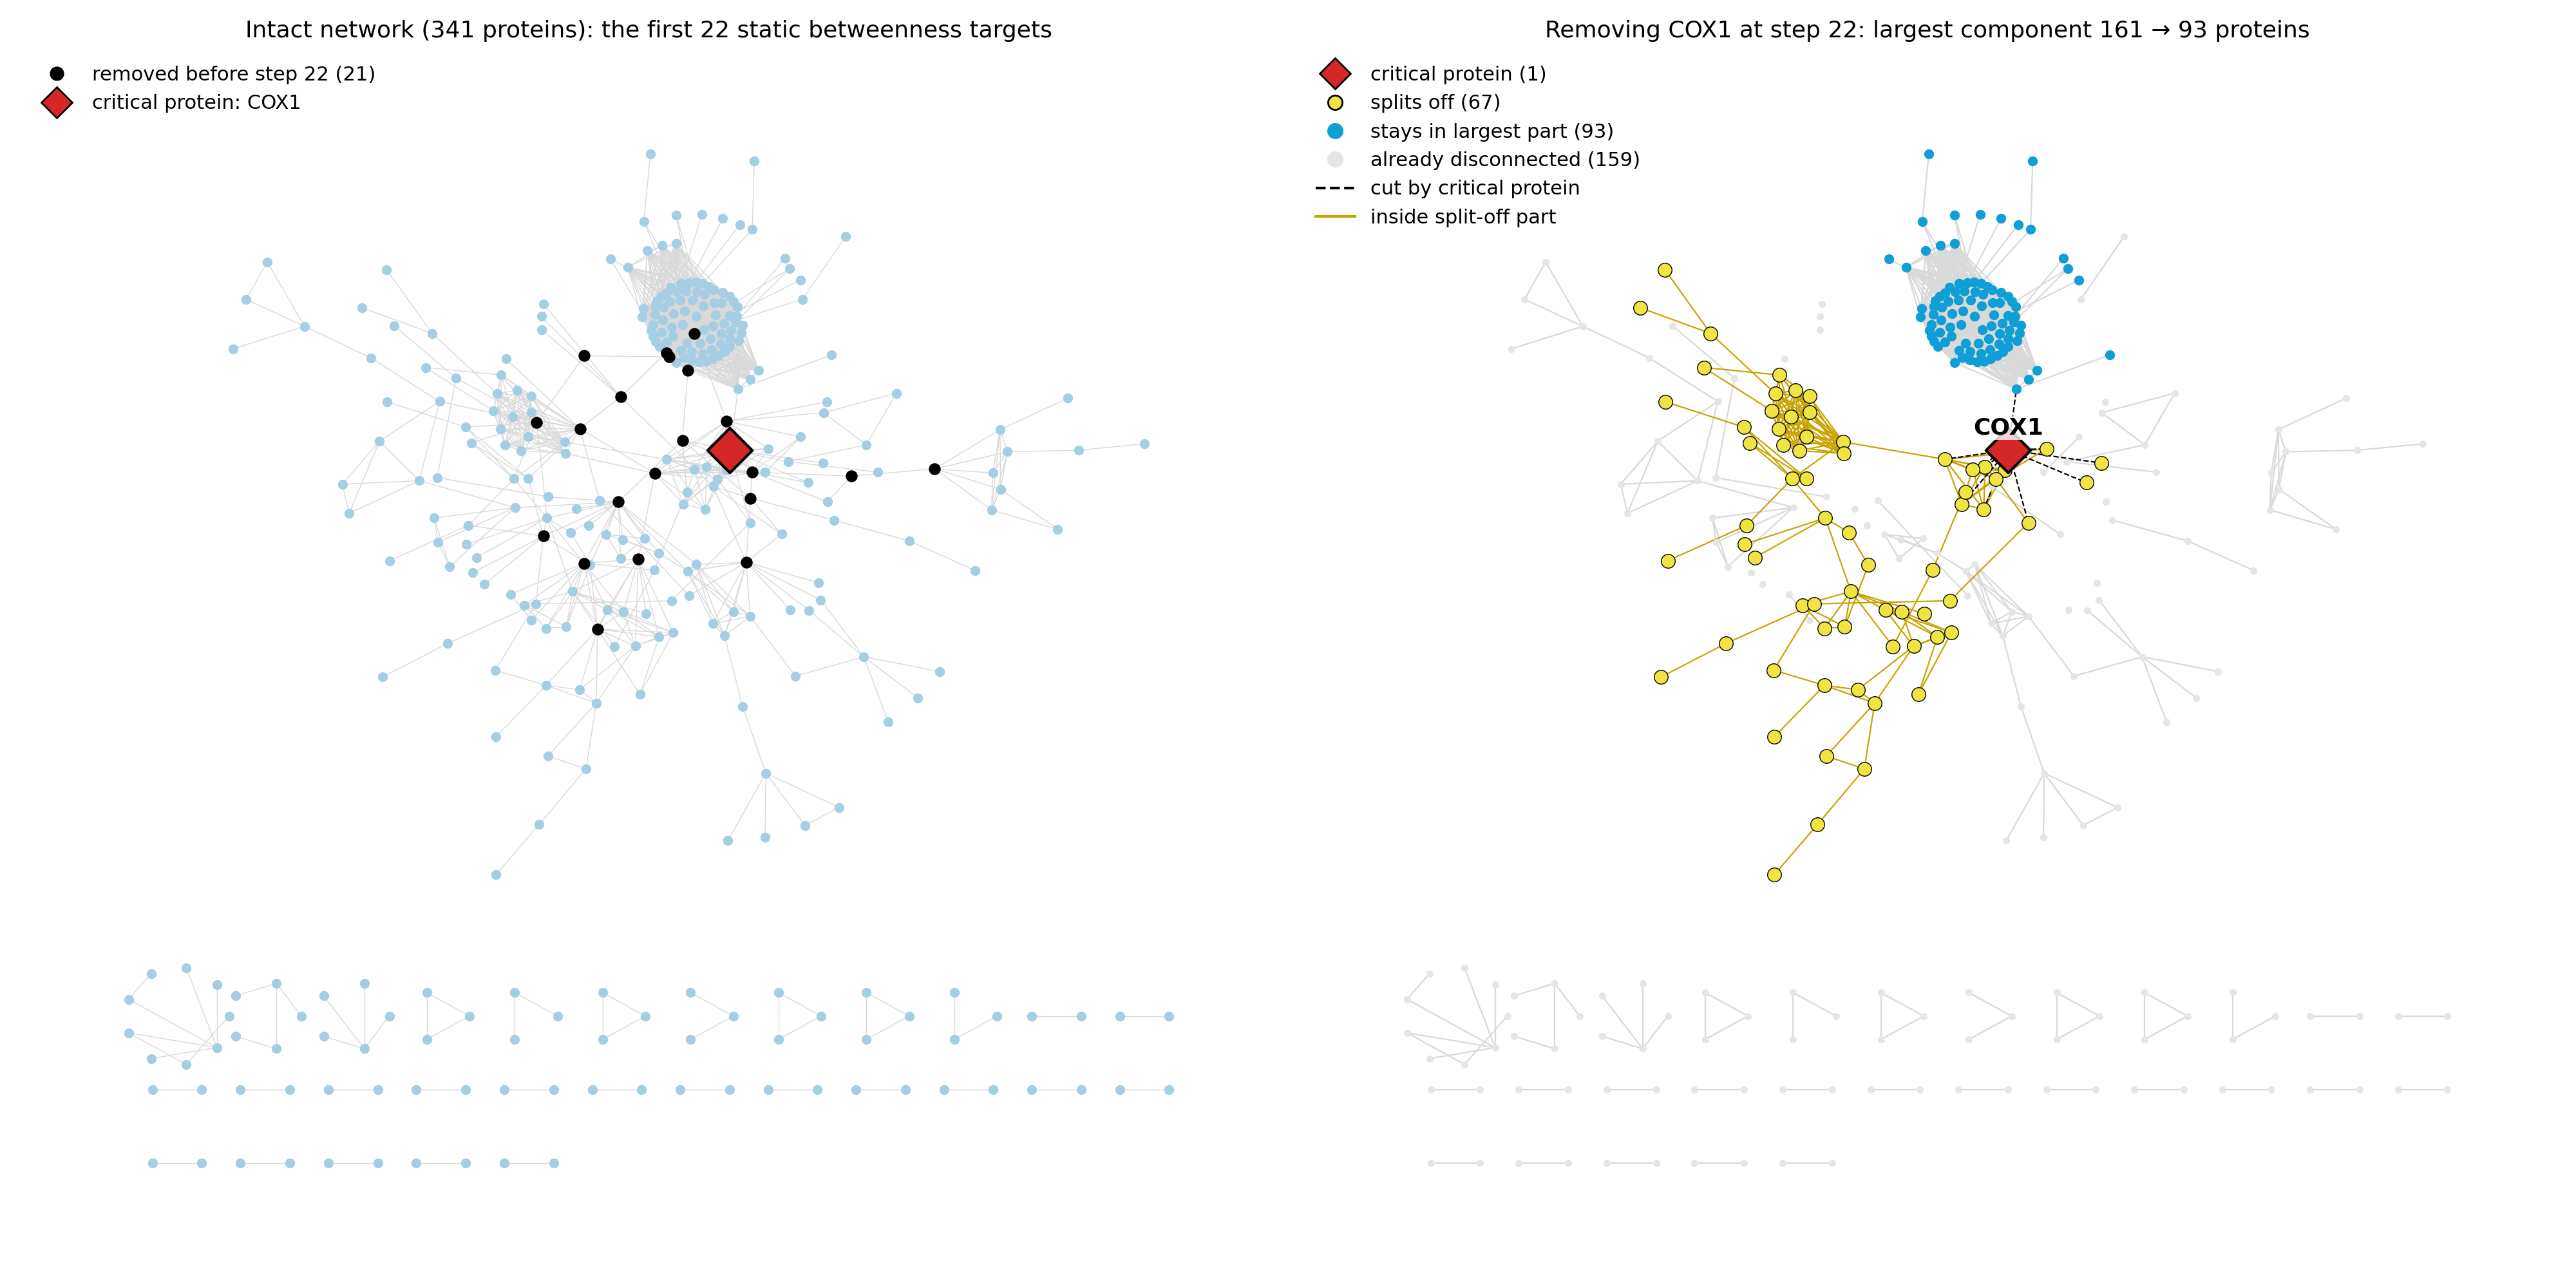 Intact network (341 proteins): the first 22 static betweenness targets
removed before step 22 (21)
critical protein: COX1
Removing COX1 at step 22: largest component 161 → 93 proteins
critical protein (1)
splits off (67)
stays in largest part (93)
already disconnected (159)
cut by critical protein
inside split-off part
COX1